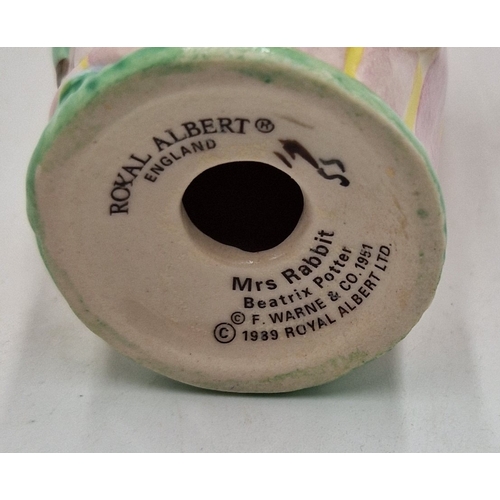 ROYAL ALBERT®
ENGLAND
Mrs Rabbit
Beatrix Potter
© F. WARNE & CO. 1951
© 1989 ROYAL ALBERT LTD.